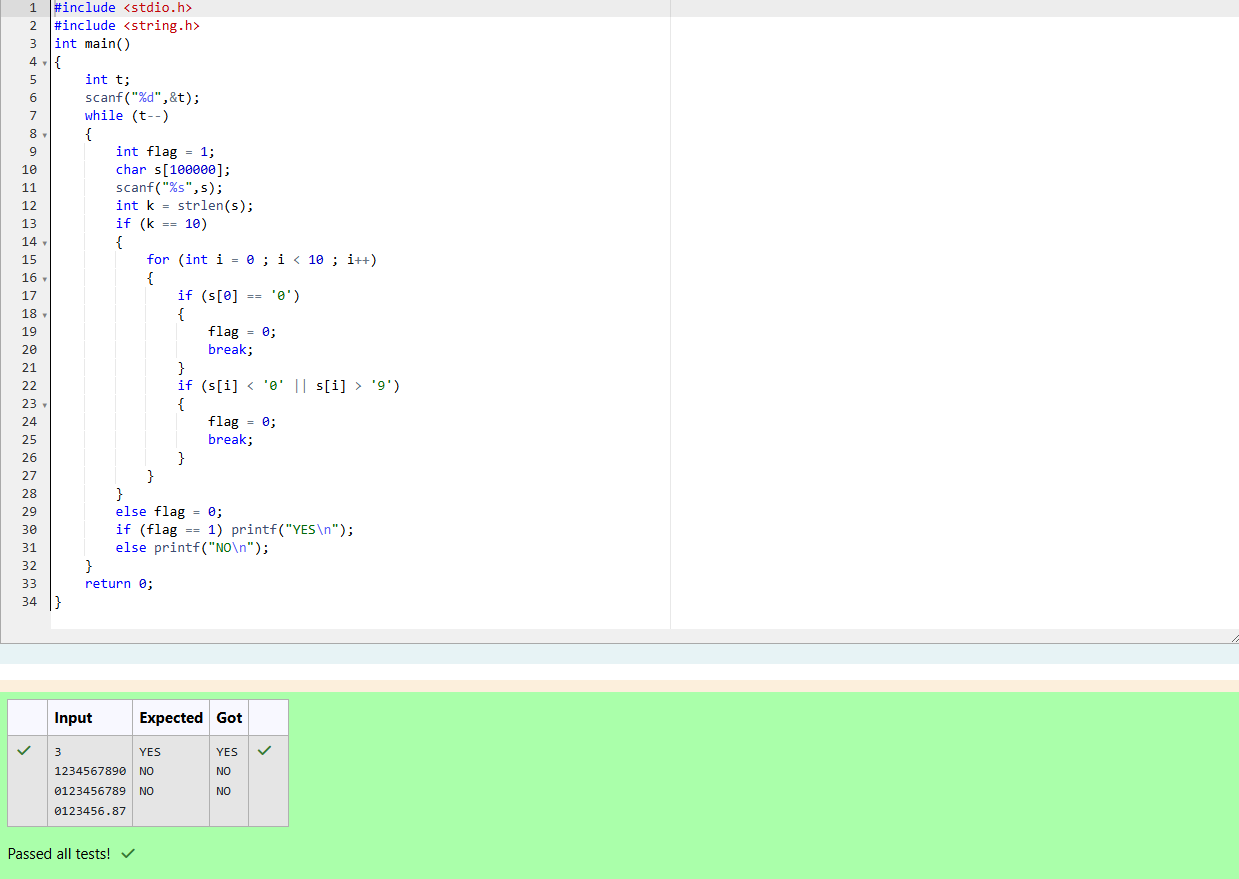 1 #include <stdio.h>
2 #include <string.h>
3 int main()
4 {
5     int t;
6     scanf("%d",&t);
7     while (t--)
8     {
9         int flag = 1;
10         char s[100000];
11         scanf("%s",s);
12         int k = strlen(s);
13         if (k == 10)
14         {
15             for (int i = 0 ; i < 10 ; i++)
16             {
17                 if (s[0] == '0')
18                 {
19                     flag = 0;
20                     break;
21                 }
22                 if (s[i] < '0' || s[i] > '9')
23                 {
24                     flag = 0;
25                     break;
26                 }
27             }
28         }
29         else flag = 0;
30         if (flag == 1) printf("YES\n");
31         else printf("NO\n");
32     }
33     return 0;
34 }
Input Expected Got
3 YES YES
1234567890 NO NO
0123456789 NO NO
0123456.87
Passed all tests!